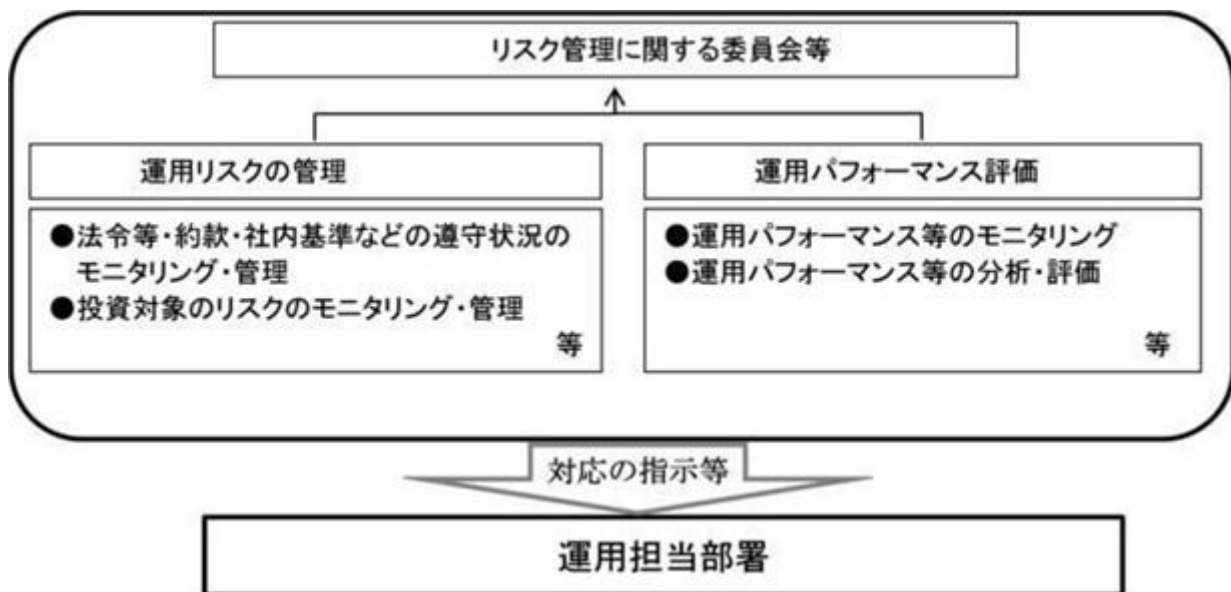 リスク管理に関する委員会等
運用リスクの管理
●法令等・約款・社内基準などの遵守状況の
モニタリング・管理
●投資対象のリスクのモニタリング・管理
等
運用パフォーマンス評価
●運用パフォーマンス等のモニタリング
●運用パフォーマンス等の分析・評価
等
対応の指示等
運用担当部署